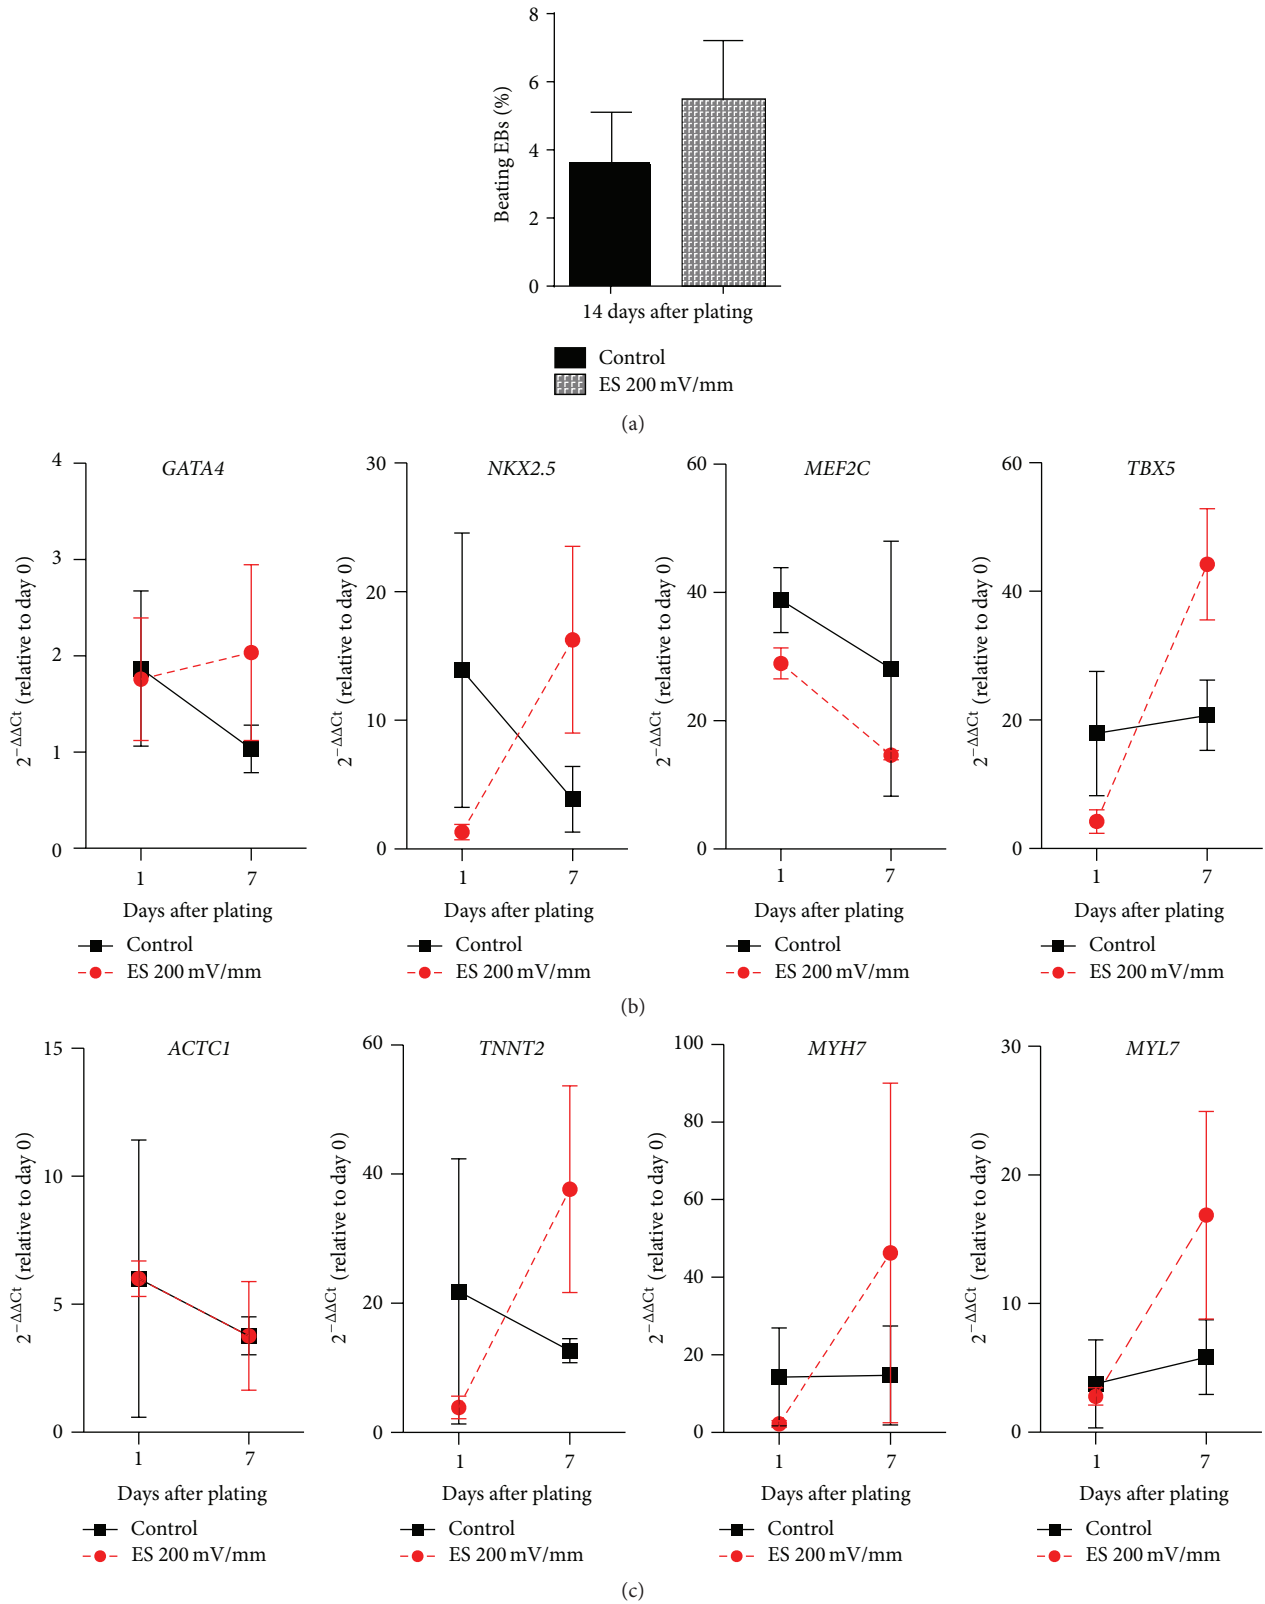 8
6
4
2
0
Beating EBs (%)
14 days after plating
Control
ES 200 mV/mm
(a)
GATA4
4
3
2
1
0
2^−ΔΔCt (relative to day 0)
1 7
Days after plating
Control
ES 200 mV/mm
NKX2.5
30
20
10
0
2^−ΔΔCt (relative to day 0)
1 7
Days after plating
Control
ES 200 mV/mm
MEF2C
60
40
20
0
2^−ΔΔCt (relative to day 0)
1 7
Days after plating
Control
ES 200 mV/mm
TBX5
60
40
20
0
2^−ΔΔCt (relative to day 0)
1 7
Days after plating
Control
ES 200 mV/mm
(b)
ACTC1
15
10
5
0
2^−ΔΔCt (relative to day 0)
1 7
Days after plating
Control
ES 200 mV/mm
TNNT2
60
40
20
0
2^−ΔΔCt (relative to day 0)
1 7
Days after plating
Control
ES 200 mV/mm
MYH7
100
80
60
40
20
0
2^−ΔΔCt (relative to day 0)
1 7
Days after plating
Control
ES 200 mV/mm
MYL7
30
20
10
0
2^−ΔΔCt (relative to day 0)
1 7
Days after plating
Control
ES 200 mV/mm
(c)